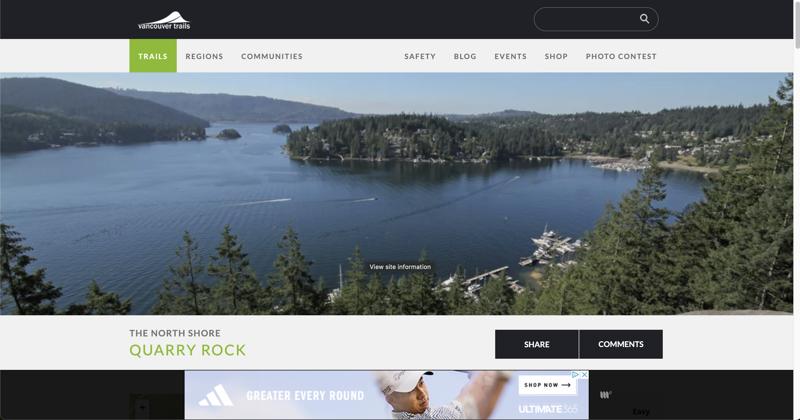 vancouver trails
TRAILS REGIONS COMMUNITIES SAFETY BLOG EVENTS SHOP PHOTO CONTEST
View site information
THE NORTH SHORE
QUARRY ROCK
SHARE COMMENTS
GREATER EVERY ROUND
SHOP NOW
ULTIMATE365
+
Easy